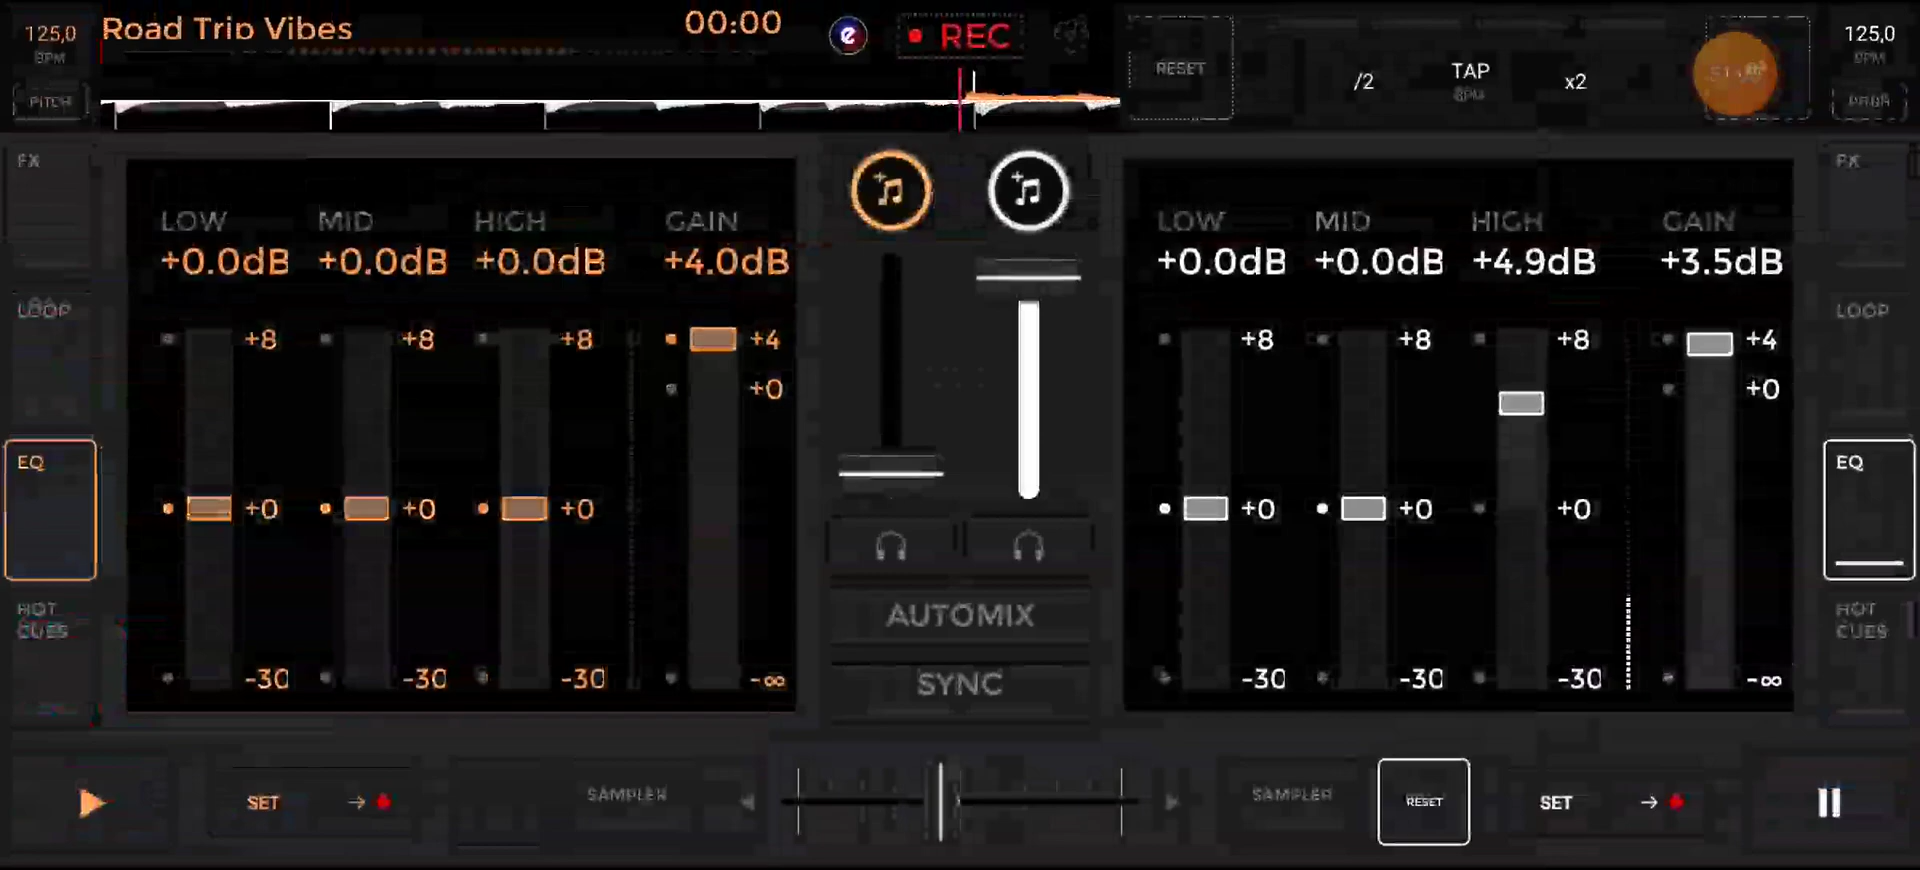 125,0
BPM
PITCH
Road Trip Vibes
00:00
e
REC
RESET
/2
TAP
BPM
x2
125,0
BPM
FX
LOOP
EQ
HOT
CUES
LOW
MID
HIGH
GAIN
+0.0dB
+0.0dB
+0.0dB
+4.0dB
+8
+8
+8
+4
+0
+0
+0
+0
-30
-30
-30
-∞
AUTOMIX
SYNC
LOW
MID
HIGH
GAIN
+0.0dB
+0.0dB
+4.9dB
+3.5dB
+8
+8
+8
+4
+0
+0
+0
+0
-30
-30
-30
-∞
FX
LOOP
EQ
HOT
CUES
SET
SAMPLER
SAMPLER
RESET
SET